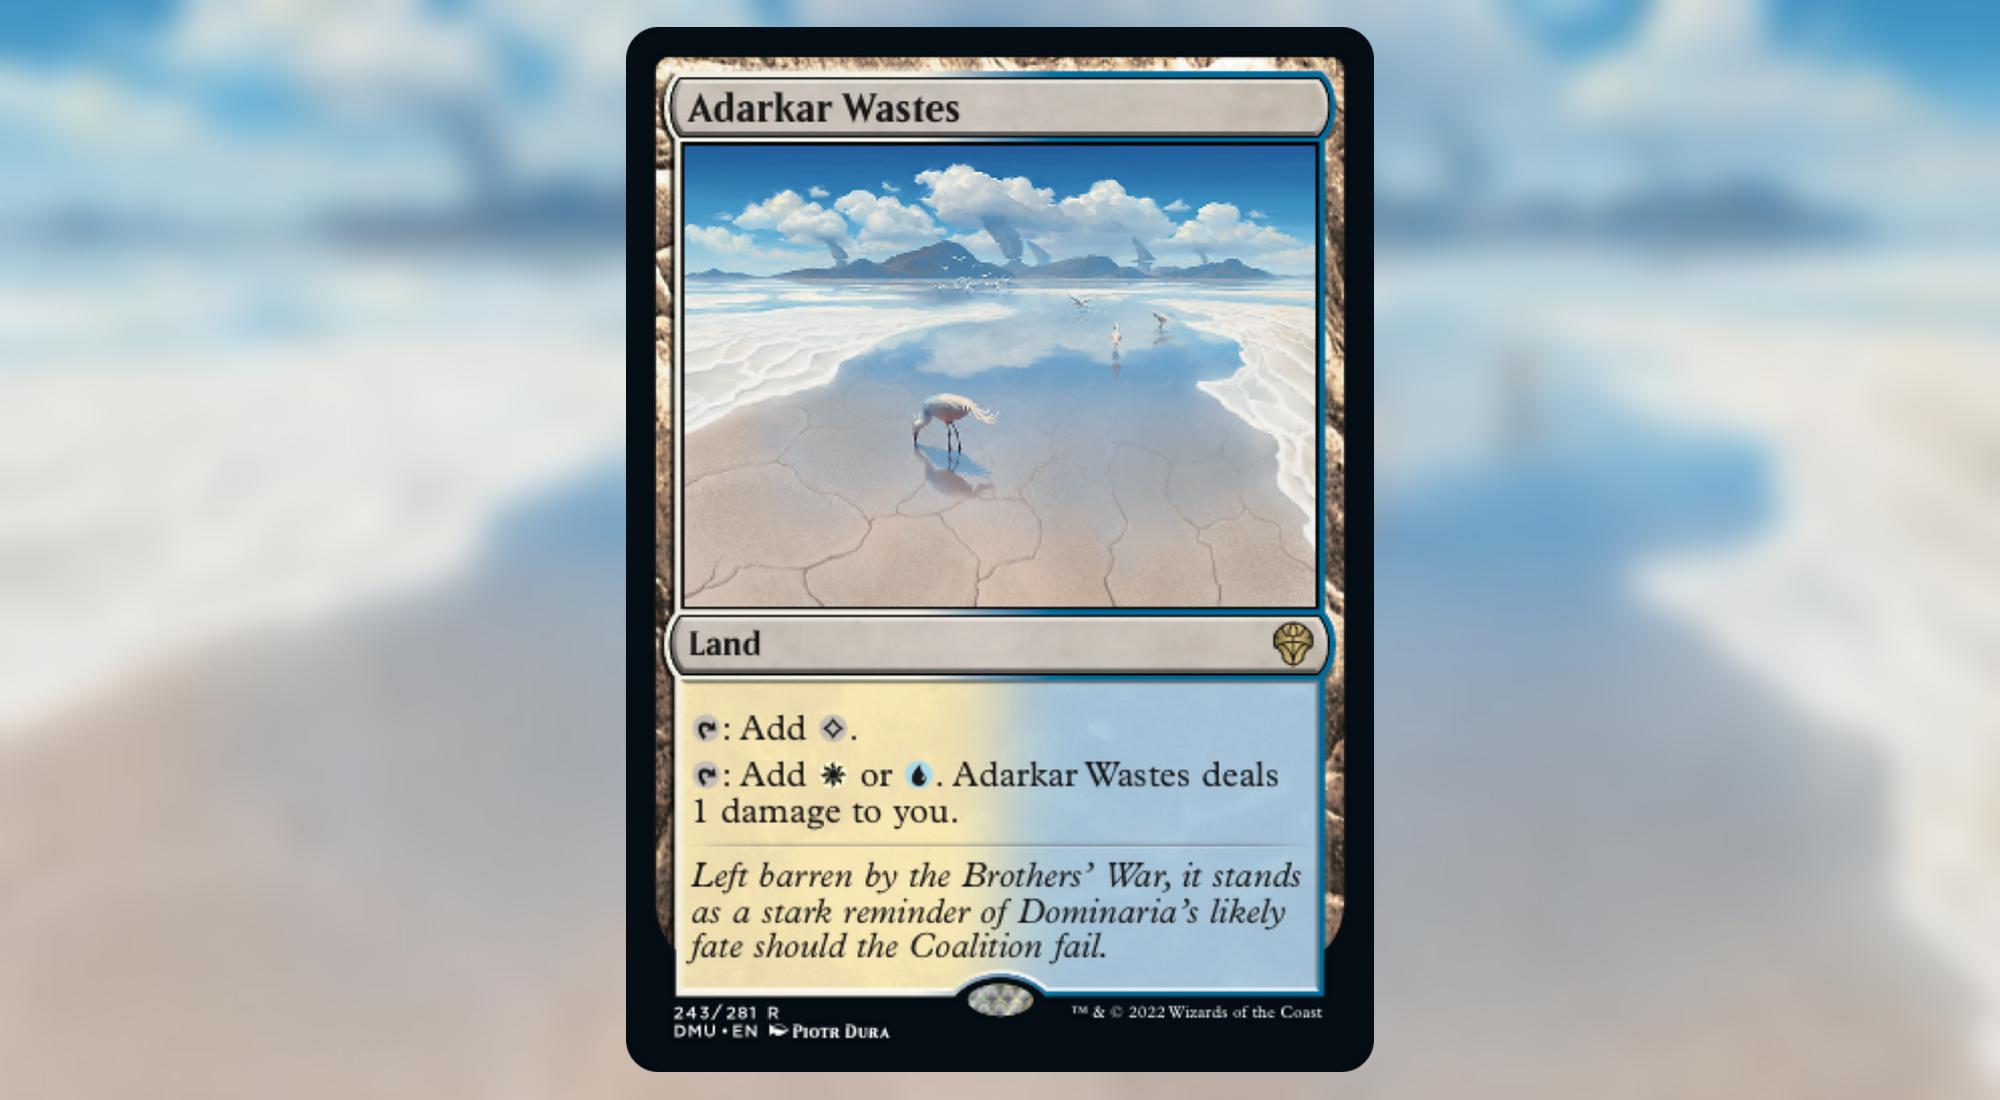 Adarkar Wastes
Land
: Add .
: Add or . Adarkar Wastes deals
1 damage to you.
Left barren by the Brothers’ War, it stands
as a stark reminder of Dominaria’s likely
fate should the Coalition fail.
243/281 R
DMU • EN Piotr Dura
™ & © 2022 Wizards of the Coast